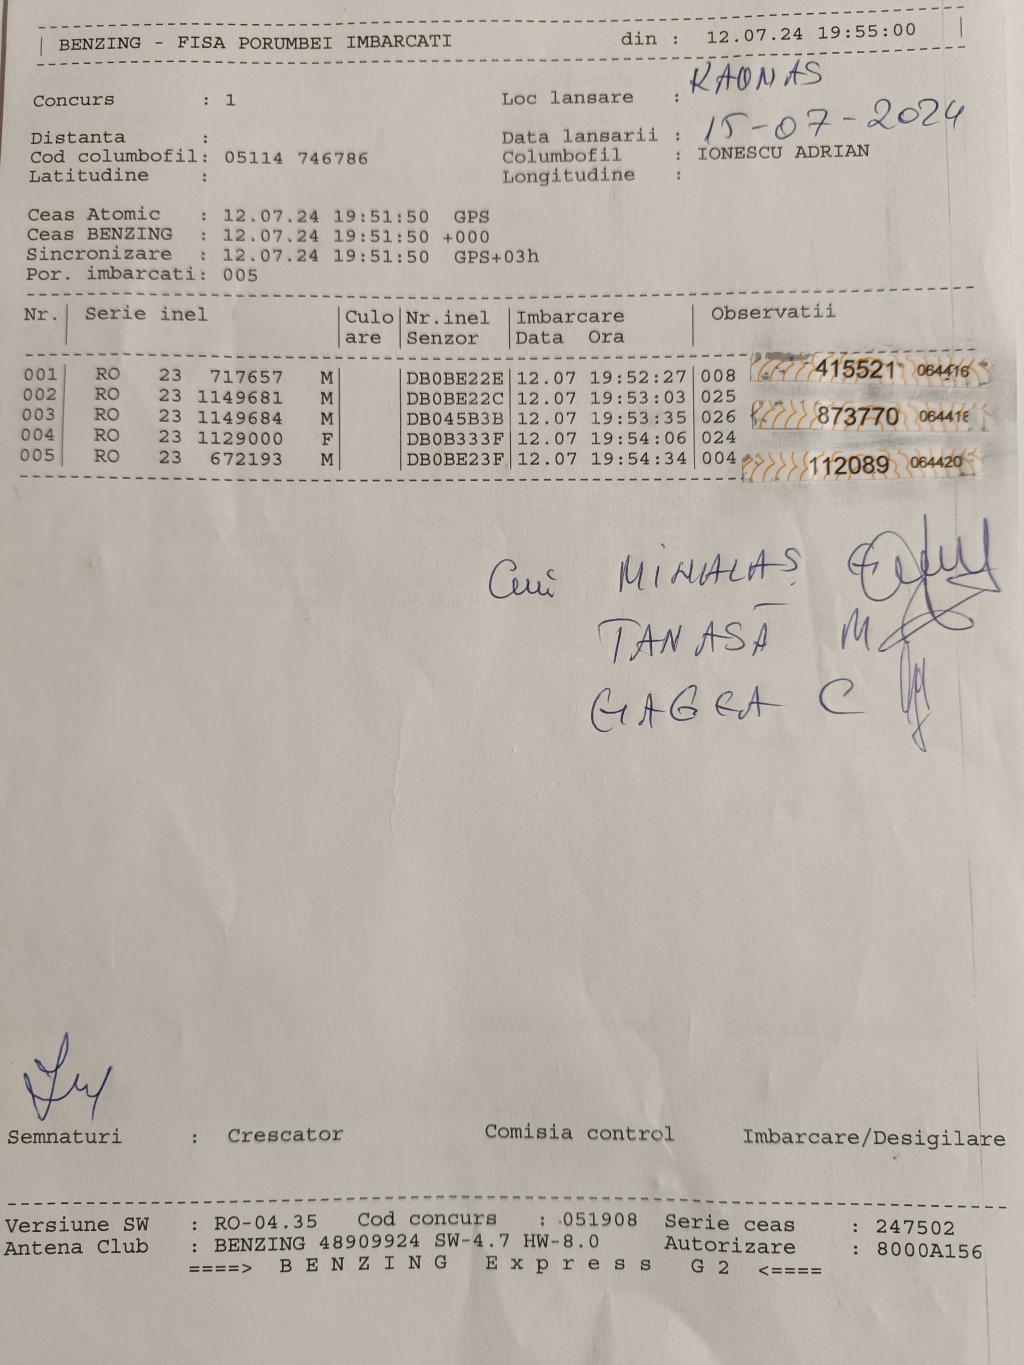 BENZING - FISA PORUMBEI IMBARCATI din : 12.07.24 19:55:00
Concurs : 1 Loc lansare : KAONAS
Distanta : Data lansarii : 15-07-2024
Cod columbofil: 05114 746786 Columbofil : IONESCU ADRIAN
Latitudine : Longitudine :
Ceas Atomic : 12.07.24 19:51:50 GPS
Ceas BENZING : 12.07.24 19:51:50 +000
Sincronizare : 12.07.24 19:51:50 GPS+03h
Por. imbarcati: 005
Nr. Serie inel Culo Nr.inel Imbarcare Observatii
are Senzor Data Ora
001 RO 23 717657 M DB0BE22E 12.07 19:52:27 008 415521 064416
002 RO 23 1149681 M DB0BE22C 12.07 19:53:03 025
003 RO 23 1149684 M DB045B3B 12.07 19:53:35 026 873770 064418
004 RO 23 1129000 F DB0B333F 12.07 19:54:06 024
005 RO 23 672193 M DB0BE23F 12.07 19:54:34 004 112089 064420
MIHALAȘ
TANASĂ M
GAGEA C
Semnaturi : Crescator Comisia control Imbarcare/Desigilare
Versiune SW : RO-04.35 Cod concurs : 051908 Serie ceas : 247502
Antena Club : BENZING 48909924 SW-4.7 HW-8.0 Autorizare : 8000A156
====> B E N Z I N G E x p r e s s G 2 <====